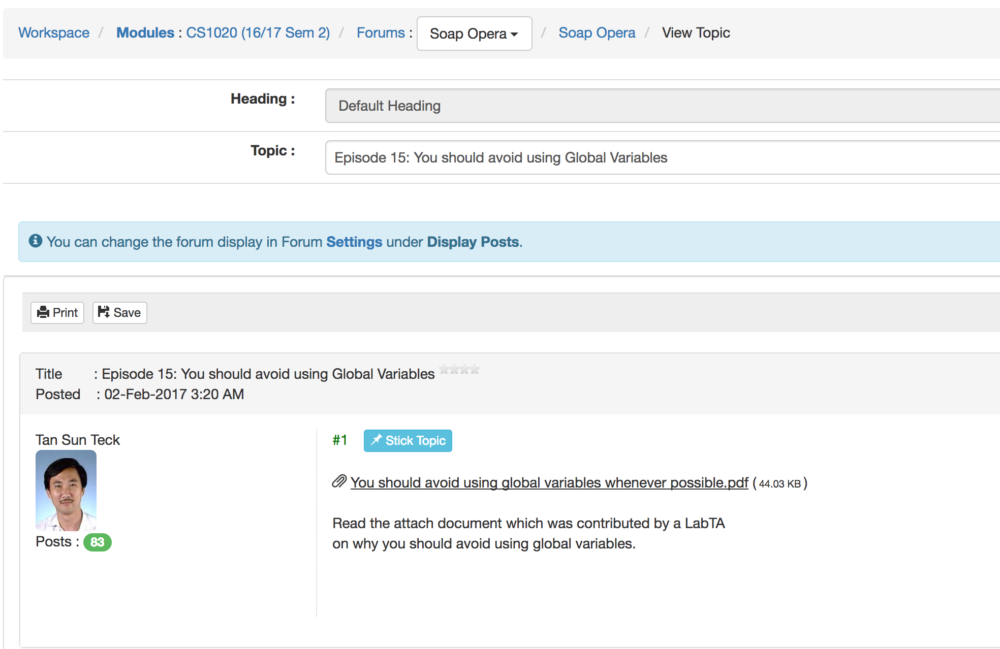 Workspace / Modules : CS1020 (16/17 Sem 2) / Forums : Soap Opera / Soap Opera / View Topic
Heading : Default Heading
Topic : Episode 15: You should avoid using Global Variables
You can change the forum display in Forum Settings under Display Posts.
Print Save
Title : Episode 15: You should avoid using Global Variables
Posted : 02-Feb-2017 3:20 AM
Tan Sun Teck
Posts : 83
#1 Stick Topic
You should avoid using global variables whenever possible.pdf ( 44.03 KB )
Read the attach document which was contributed by a LabTA
on why you should avoid using global variables.